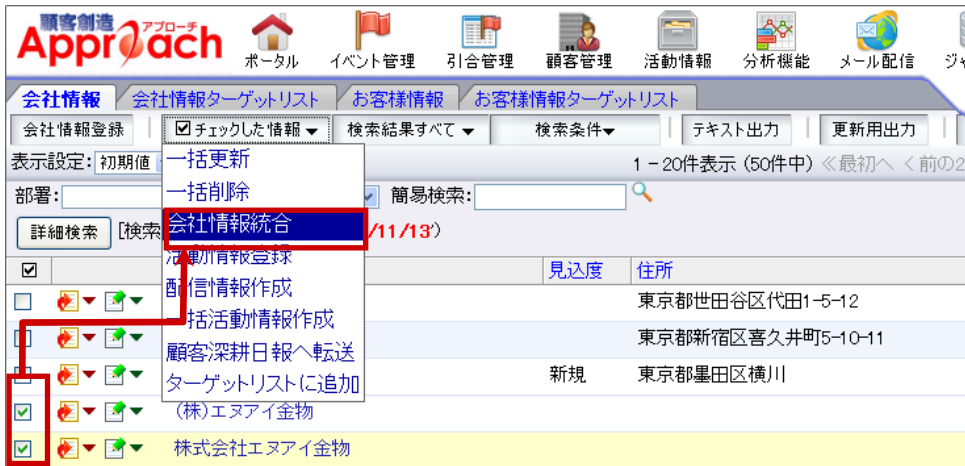 顧客創造 アプローチ
Approach
ポータル イベント管理 引合管理 顧客管理 活動情報 分析機能 メール配信 ジャ
会社情報 会社情報ターゲットリスト お客様情報 お客様情報ターゲットリスト
会社情報登録 チェックした情報▼ 検索結果すべて▼ 検索条件▼ テキスト出力 更新用出力
表示設定: 初期値 1 - 20件表示 (50件中) ≪最初へ < 前の2
部署: 簡易検索:
詳細検索 [検索 /11/13')
一括更新
一括削除
会社情報統合
活動情報登録
配信情報作成
一括活動情報作成
顧客深耕日報へ転送
ターゲットリストに追加
見込度 住所
東京都世田谷区代田1-5-12
東京都新宿区喜久井町5-10-11
新規 東京都墨田区横川
(株)エヌアイ金物
株式会社エヌアイ金物